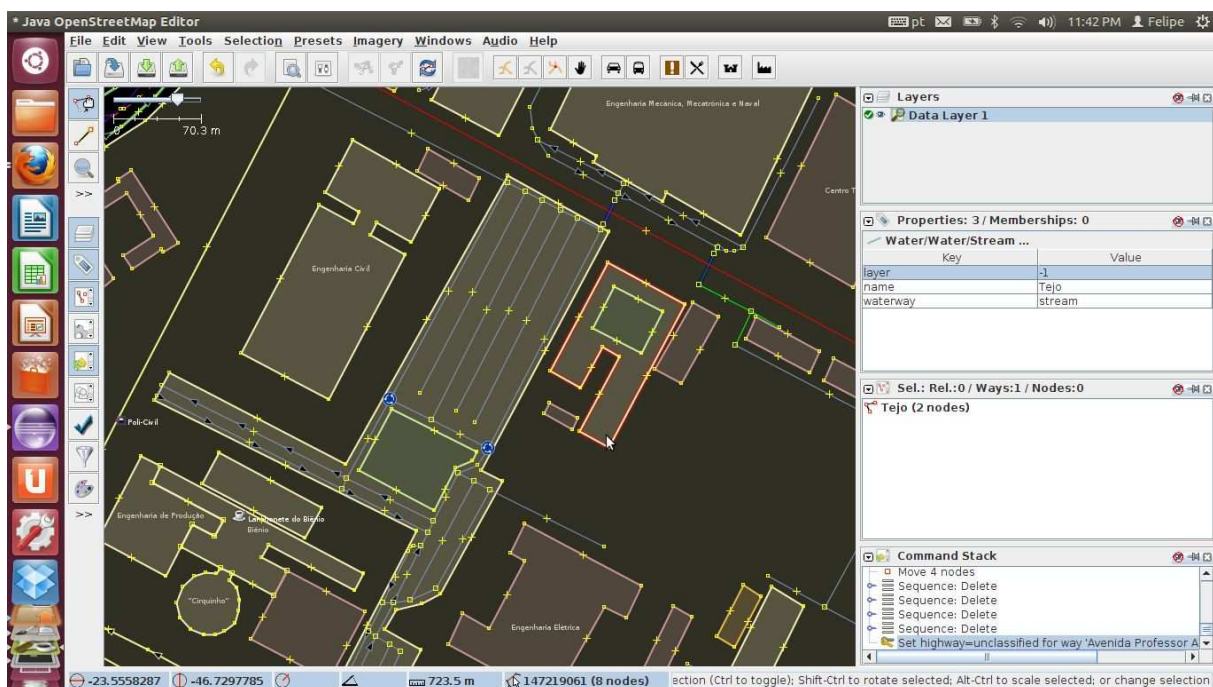 * Java OpenStreetMap Editor
pt
11:42 PM
Felipe
File Edit View Tools Selection Presets Imagery Windows Audio Help
0
70.3 m
>>
>>
Engenharia Mecânica, Mecatrônica e Naval
Centro T
Engenharia Civil
Poli-Civil
Engenharia de Produção
Lanchonete do Biênio
Biênio
"Cirquinho"
Engenharia Elétrica
Layers
Data Layer 1
Properties: 3 / Memberships: 0
Water/Water/Stream ...
Key Value
layer -1
name Tejo
waterway stream
Sel.: Rel.:0 / Ways:1 / Nodes:0
Tejo (2 nodes)
Command Stack
Move 4 nodes
Sequence: Delete
Sequence: Delete
Sequence: Delete
Sequence: Delete
Set highway=unclassified for way 'Avenida Professor A
-23.5558287 -46.7297785 723.5 m 147219061 (8 nodes) ection (Ctrl to toggle); Shift-Ctrl to rotate selected; Alt-Ctrl to scale selected; or change selection